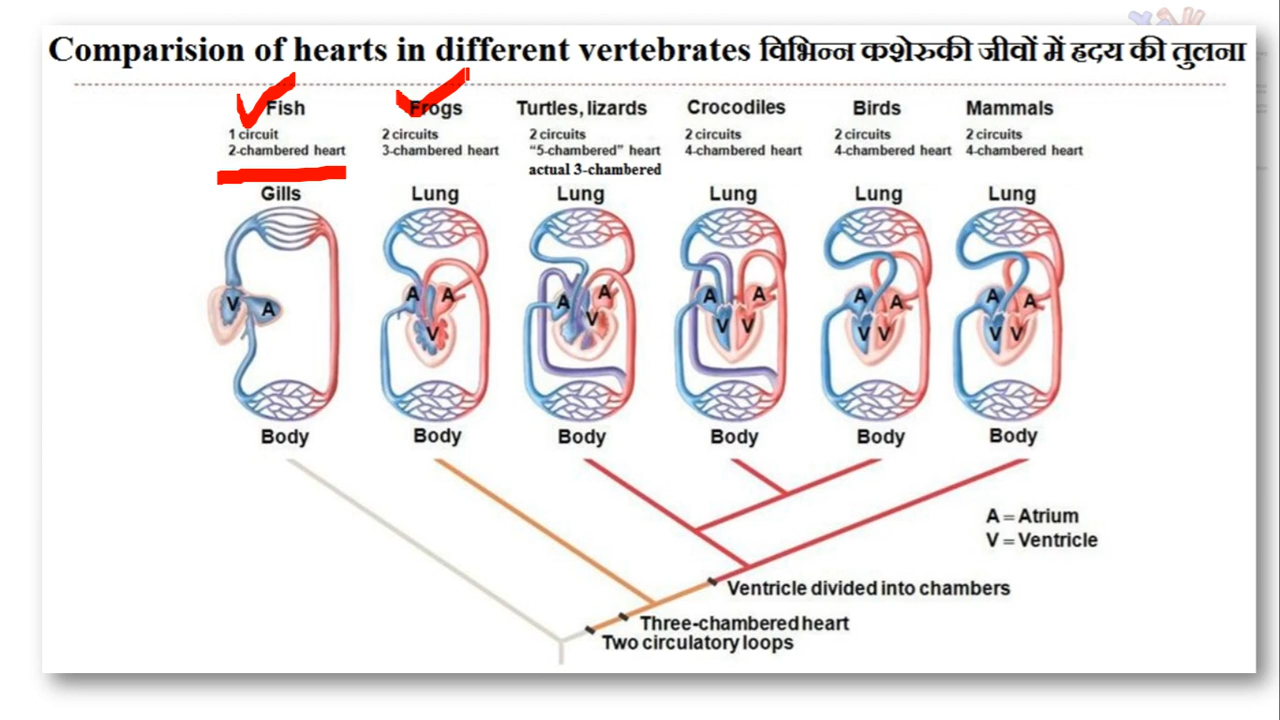 Comparision of hearts in different vertebrates विभिन्न कशेरुकी जीवों में ह्रदय की तुलना
Fish Frogs Turtles, lizards Crocodiles Birds Mammals
1 circuit 2 circuits 2 circuits 2 circuits 2 circuits 2 circuits
2-chambered heart 3-chambered heart “5-chambered” heart 4-chambered heart 4-chambered heart 4-chambered heart
actual 3-chambered
Gills Lung Lung Lung Lung Lung
V A A A A A A A A A A A
V V V V V V V V
Body Body Body Body Body Body
A = Atrium
V = Ventricle
Ventricle divided into chambers
Three-chambered heart
Two circulatory loops